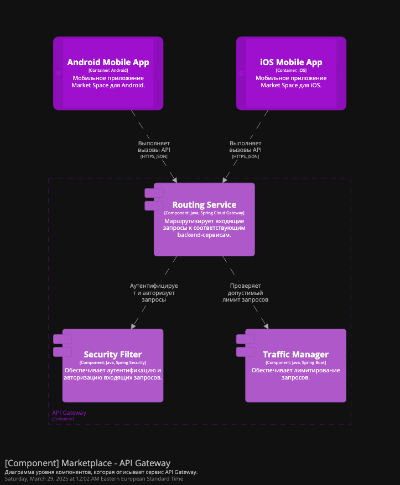 Android Mobile App
[Container: Android]
Мобильное приложение
Market Space для Android.
iOS Mobile App
[Container: iOS]
Мобильное приложение
Market Space для iOS.
Выполняет
вызовы API
[HTTPS, JSON]
Выполняет
вызовы API
[HTTPS, JSON]
Routing Service
[Component: Java, Spring Cloud Gateway]
Маршрутизирует входящие
запросы к соответствующим
backend-сервисам.
Аутентифицируе
т и авторизует
запросы
Проверяет
допустимый
лимит запросов
Security Filter
[Component: Java, Spring Security]
Обеспечивает аутентификацию и
авторизацию входящих запросов.
Traffic Manager
[Component: Java, Spring Boot]
Обеспечивает лимитирование
запросов.
API Gateway
[Container]
[Component] Marketplace - API Gateway
Диаграмма уровня компонентов, которая описывает сервис API Gateway.
Saturday, March 29, 2025 at 12:02 AM Eastern European Standard Time